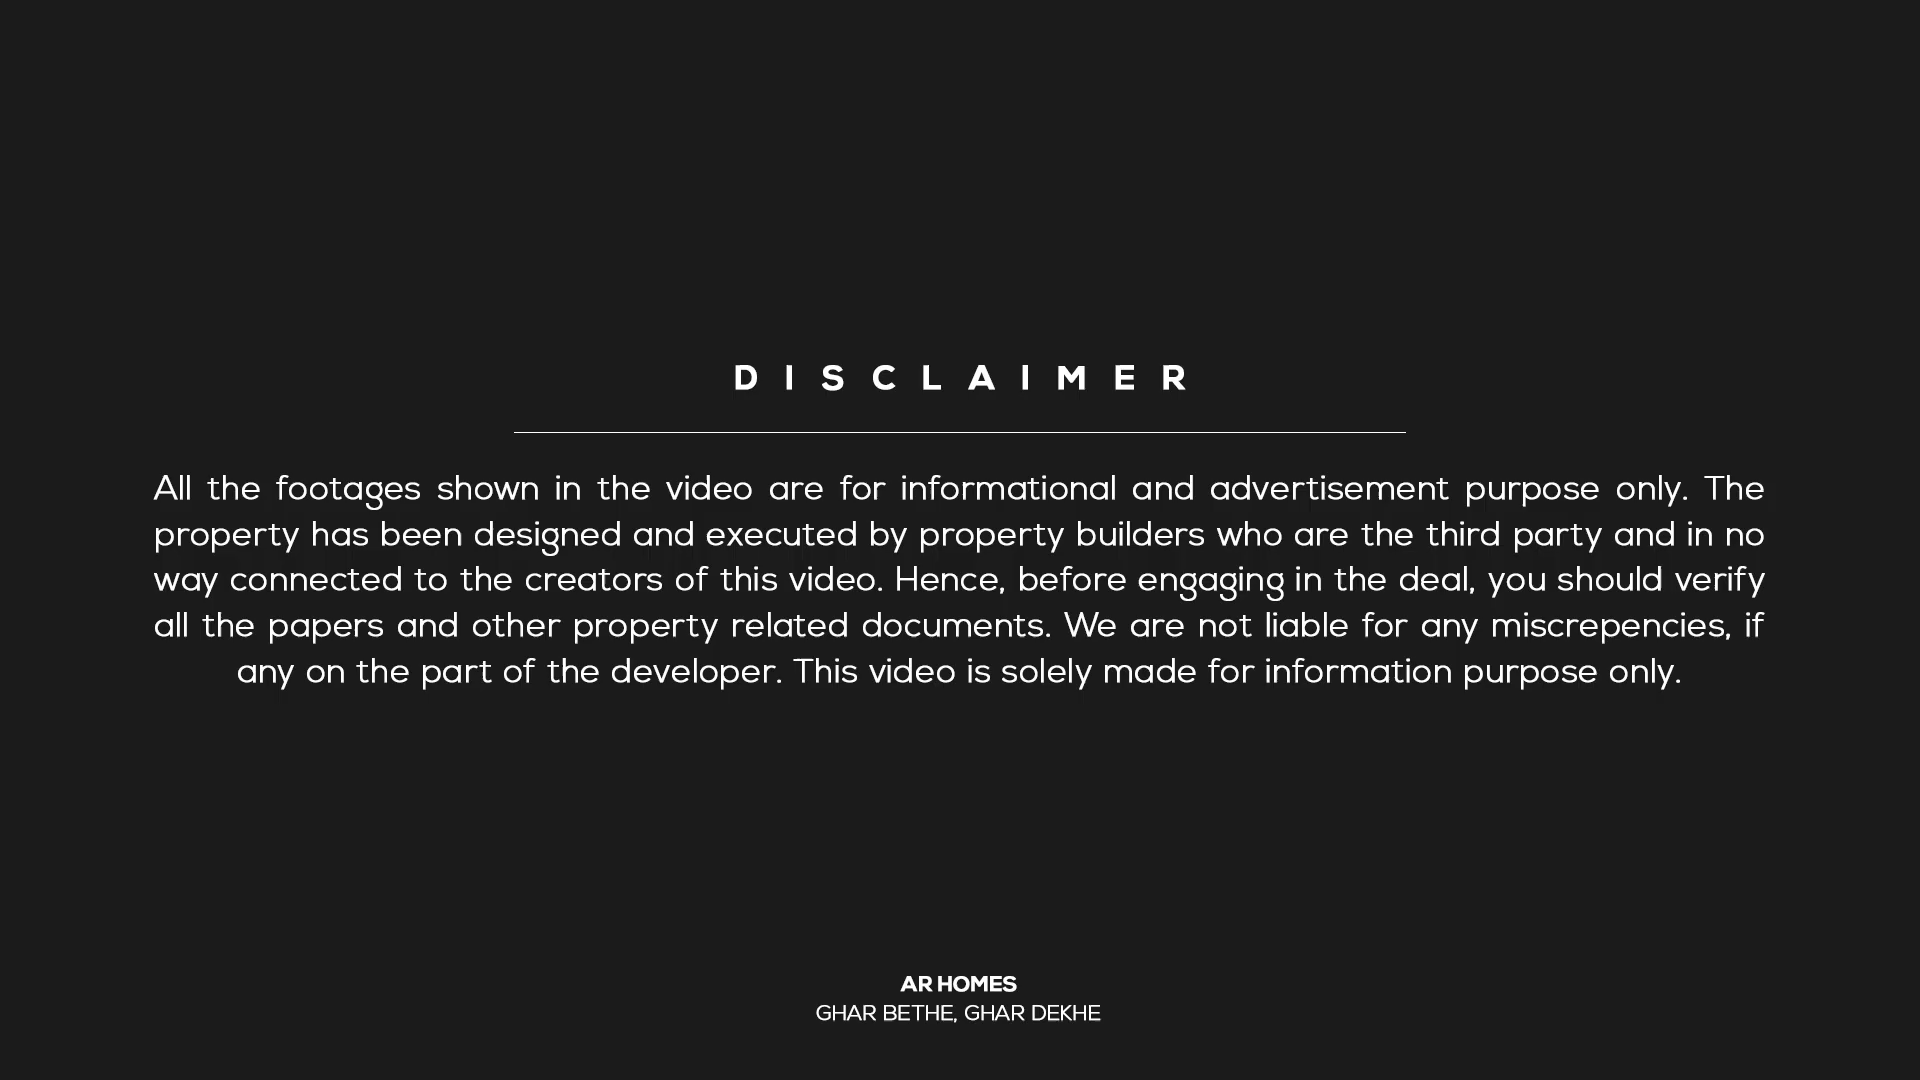 DISCLAIMER
All the footages shown in the video are for informational and advertisement purpose only. The
property has been designed and executed by property builders who are the third party and in no
way connected to the creators of this video. Hence, before engaging in the deal, you should verify
all the papers and other property related documents. We are not liable for any miscrepencies, if
any on the part of the developer. This video is solely made for information purpose only.
AR HOMES
GHAR BETHE, GHAR DEKHE